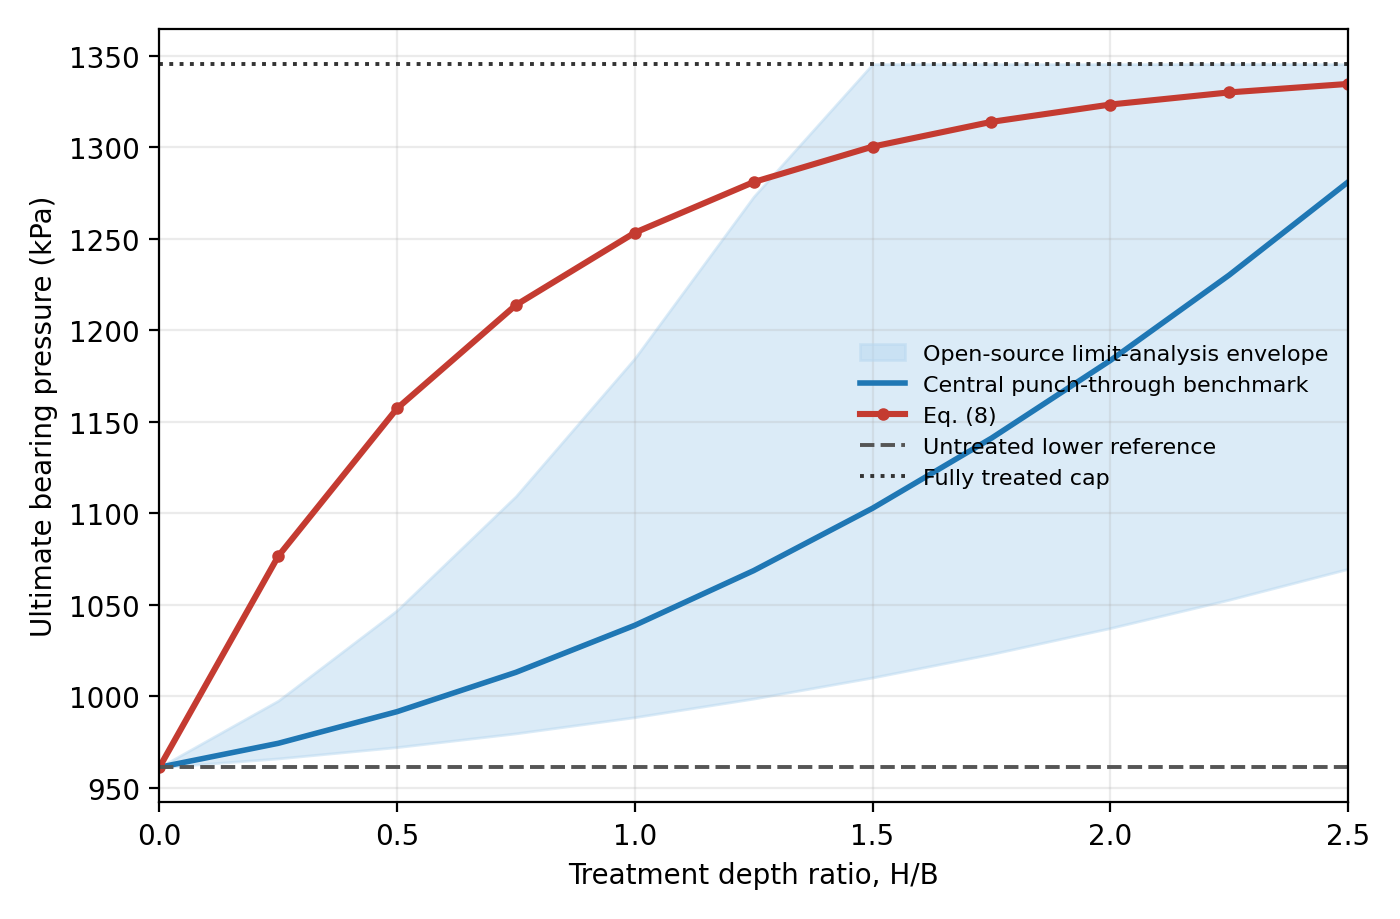 1350
1300
1250
1200
1150
1100
1050
1000
950
Ultimate bearing pressure (kPa)
Open-source limit-analysis envelope
Central punch-through benchmark
Eq. (8)
Untreated lower reference
Fully treated cap
0.0 0.5 1.0 1.5 2.0 2.5
Treatment depth ratio, H/B